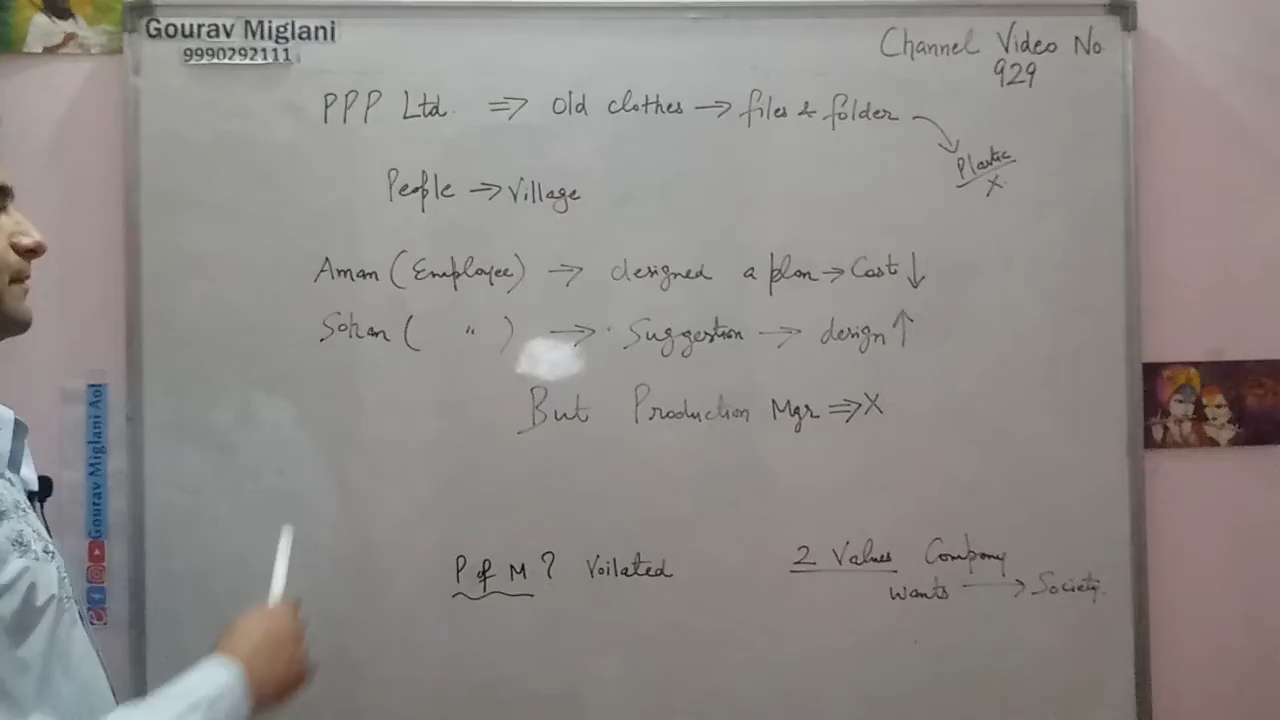 Gourav Miglani
9990292111
Channel Video No
929
PPP Ltd. ⇒ Old clothes → files & folder
Plastic
X
People → Village
Aman (Employee) → designed a plan → Cost ↓
Sohan ( " ) → Suggestion → design ↑
But Production Mgr ⇒ X
P of M? Voilated
2 Values Company
wants → Society.
Gourav Miglani Aol